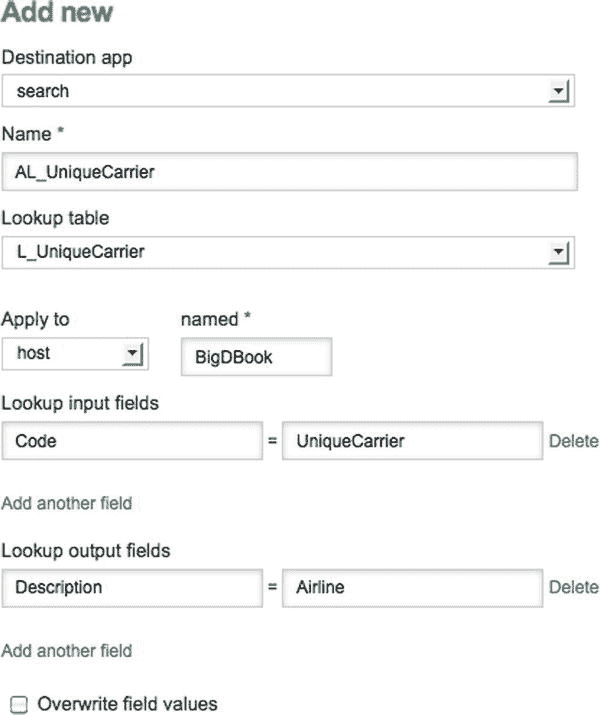 Add new
Destination app
search
Name *
AL_UniqueCarrier
Lookup table
L_UniqueCarrier
Apply to named *
host BigDBook
Lookup input fields
Code = UniqueCarrier Delete
Add another field
Lookup output fields
Description = Airline Delete
Add another field
Overwrite field values